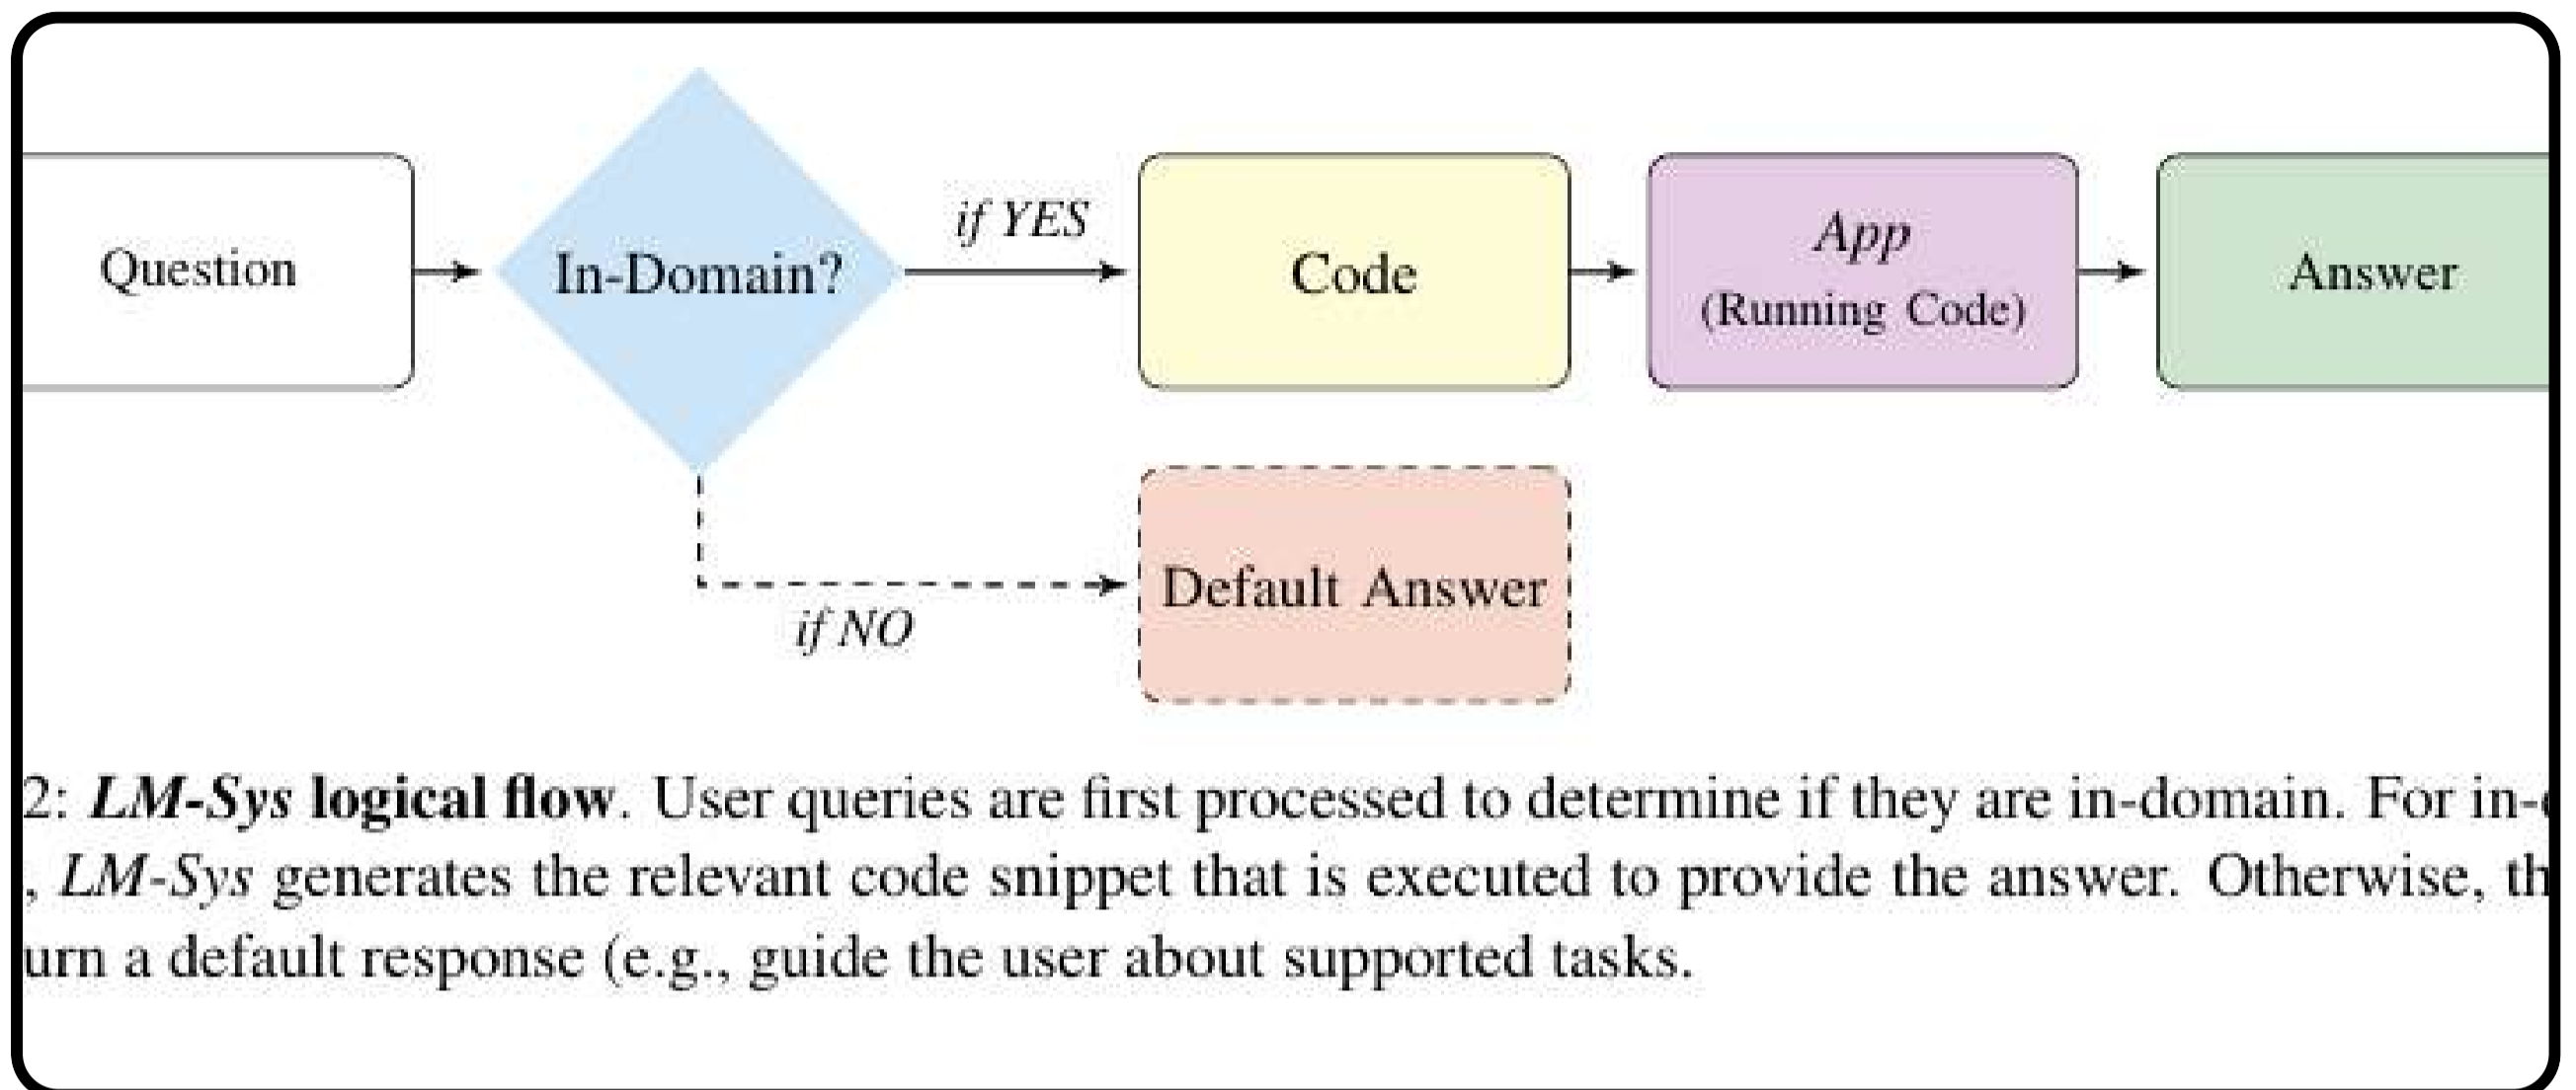 Question
In-Domain?
if YES
Code
App
(Running Code)
Answer
if NO
Default Answer
2: LM-Sys logical flow. User queries are first processed to determine if they are in-domain. For in-
, LM-Sys generates the relevant code snippet that is executed to provide the answer. Otherwise, th
urn a default response (e.g., guide the user about supported tasks.